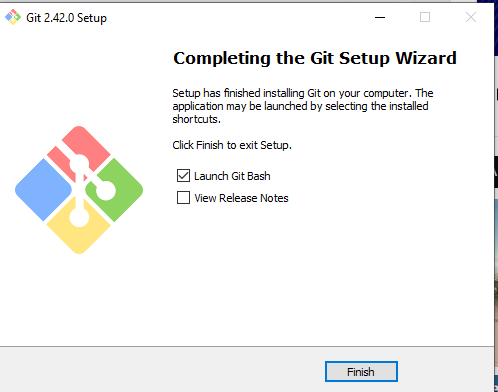 Git 2.42.0 Setup
Completing the Git Setup Wizard
Setup has finished installing Git on your computer. The
application may be launched by selecting the installed
shortcuts.
Click Finish to exit Setup.
Launch Git Bash
View Release Notes
Finish